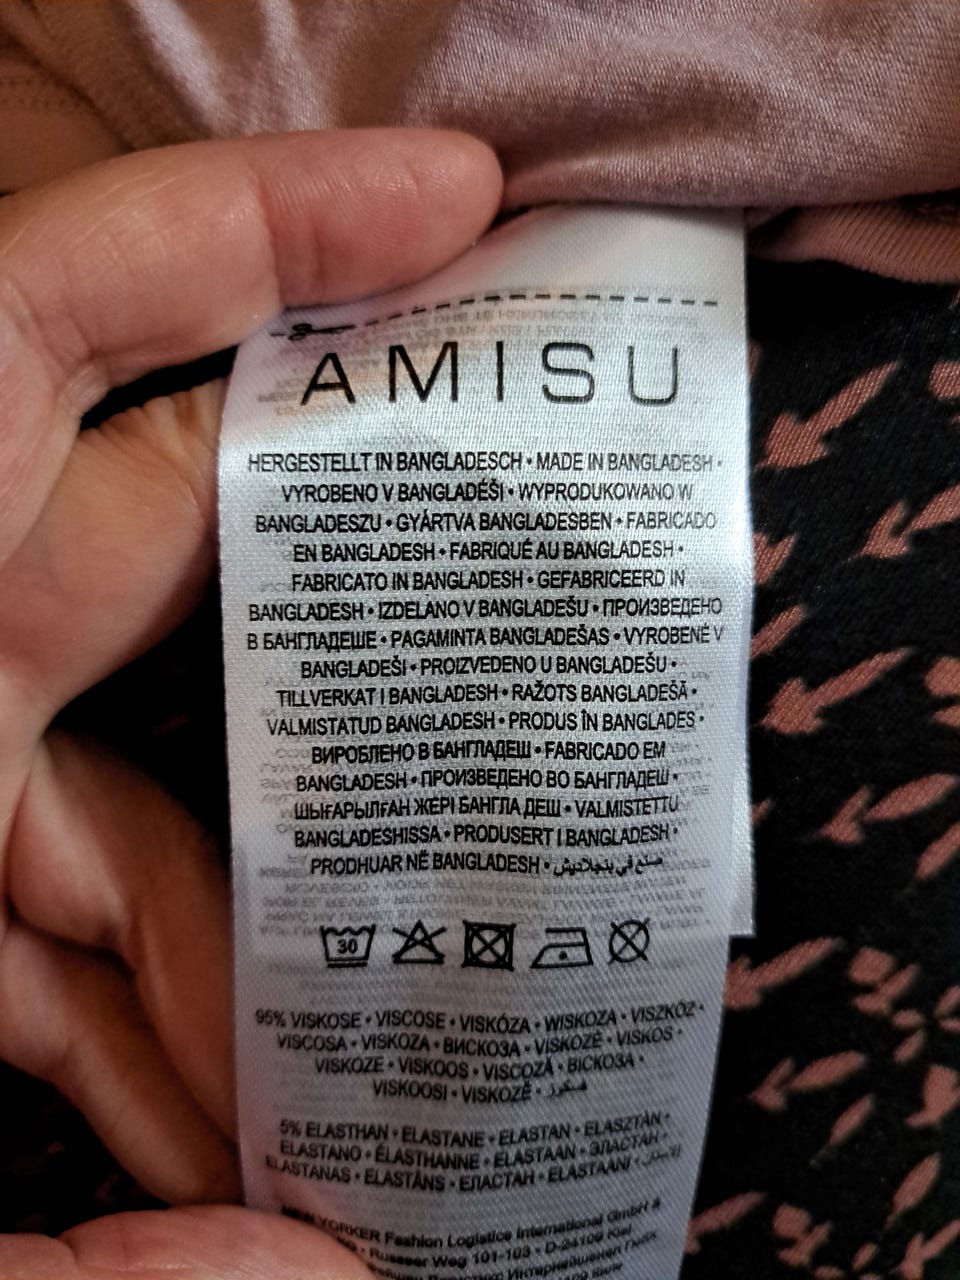 AMISU
HERGESTELLT IN BANGLADESCH • MADE IN BANGLADESH •
VYROBENO V BANGLADÉŠI • WYPRODUKOWANO W
BANGLADESZU • GYÁRTVA BANGLADESBEN • FABRICADO
EN BANGLADESH • FABRIQUÉ AU BANGLADESH •
FABRICATO IN BANGLADESH • GEFABRICEERD IN
BANGLADESH • IZDELANO V BANGLADEŠU • ПРОИЗВЕДЕНО
В БАНГЛАДЕШЕ • PAGAMINTA BANGLADEŠAS • VYROBENÉ V
BANGLADEŠI • PROIZVEDENO U BANGLADEŠU •
TILLVERKAT I BANGLADESH • RAŽOTS BANGLADEŠĀ •
VALMISTATUD BANGLADESH • PRODUS ÎN BANGLADES •
ВИРОБЛЕНО В БАНГЛАДЕШ • FABRICADO EM
BANGLADESH • ПРОИЗВЕДЕНО ВО БАНГЛАДЕШ •
ШЫҒАРЫЛҒАН ЖЕРІ БАНГЛА ДЕШ • VALMISTETTU
BANGLADESHISSA • PRODUSERT I BANGLADESH •
PRODHUAR NË BANGLADESH • صنع في بنجلاديش
30
95% VISKOSE • VISCOSE • VISKÓZA • WISKOZA • VISZKÓZ •
VISCOSA • VISKOZA • ВИСКОЗА • VISKOZĖ • VISKOS •
VISKOZE • VISKOOS • VISCOZĂ • ВІСКОЗА •
VISKOOSI • VISKOZË • فسكوز
5% ELASTHAN • ELASTANE • ELASTAN • ELASZTÁN •
ELASTANO • ÉLASTHANNE • ELASTAAN • ЭЛАСТАН •
ELASTANAS • ELASTĀNS • ЕЛАСТАН • ELASTAANI •
NEW YORKER Fashion Logistics International GmbH &
Russeer Weg 101-103 • D-24109 Kiel